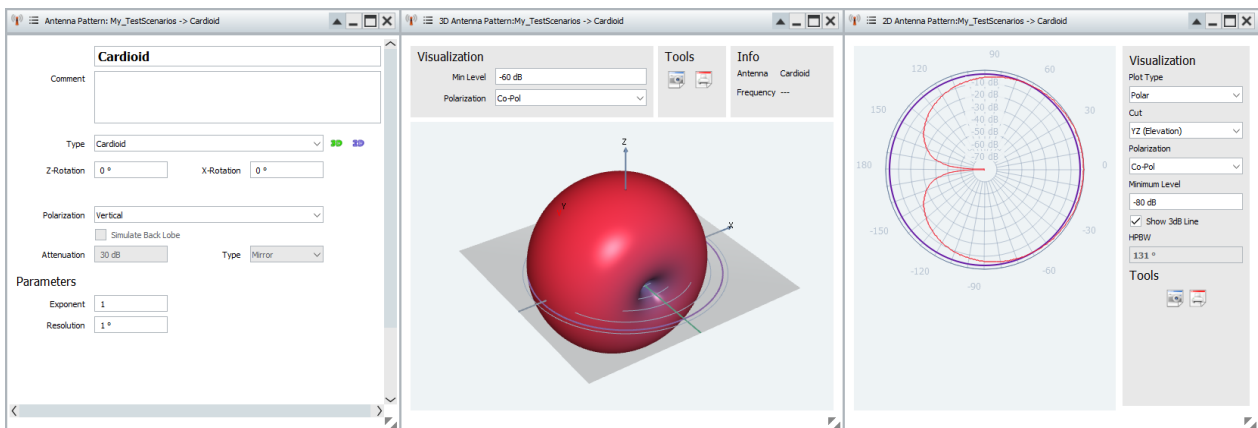 Antenna Pattern: My_TestScenarios -> Cardioid
Cardioid
Comment
Type Cardioid 3D 2D
Z-Rotation 0 ° X-Rotation 0 °
Polarization Vertical
Simulate Back Lobe
Attenuation 30 dB Type Mirror
Parameters
Exponent 1
Resolution 1 °
3D Antenna Pattern:My_TestScenarios -> Cardioid
Visualization
Min Level -60 dB
Polarization Co-Pol
Tools
Info
Antenna Cardioid
Frequency ---
Z
Y
X
2D Antenna Pattern:My_TestScenarios -> Cardioid
90
120 60
150 30
180 0
-150 -30
-120 -60
-90
-10 dB
-20 dB
-30 dB
-40 dB
-50 dB
-60 dB
-70 dB
Visualization
Plot Type
Polar
Cut
YZ (Elevation)
Polarization
Co-Pol
Minimum Level
-80 dB
Show 3dB Line
HPBW
131 °
Tools